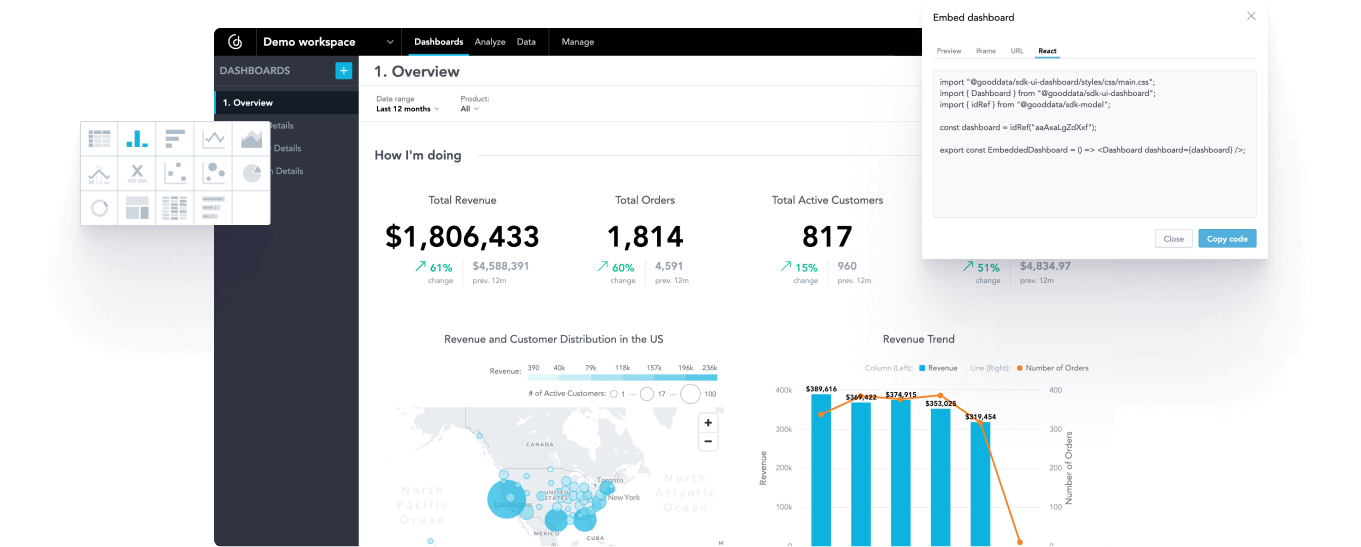 Embed dashboard
Preview Iframe URL React
import "@gooddata/sdk-ui-dashboard/styles/css/main.css";
import { Dashboard } from "@gooddata/sdk-ui-dashboard";
import { idRef } from "@gooddata/sdk-model";
const dashboard = idRef("aaAxaLgZdXxf");
export const EmbeddedDashboard = () => <Dashboard dashboard={dashboard} />;
Close Copy code
Demo workspace
Dashboards Analyze Data Manage
DASHBOARDS +
1. Overview
Details
Details
Details
1. Overview
Date range Product:
Last 12 months All
How I'm doing
Total Revenue Total Orders Total Active Customers
$1,806,433 1,814 817
61% $4,588,391 60% 4,591 15% 960 51% $4,834.97
change prev. 12m change prev. 12m change prev. 12m change prev. 12m
Revenue and Customer Distribution in the US
Revenue: 390 40k 79k 118k 157k 196k 236k
# of Active Customers: 1 ··· 17 ··· 100
+
−
CANADA
Toronto
North Pacific Ocean
UNITED STATES
New York
Los Angeles
North Atlantic Ocean
MEXICO
CUBA
M
Revenue Trend
Column (Left): Revenue Line (Right): Number of Orders
400k $389,616 $369,422 $374,915 $353,025 $319,454 400
300k 300
200k 200
100k 100
0 0
Revenue
Number of Orders